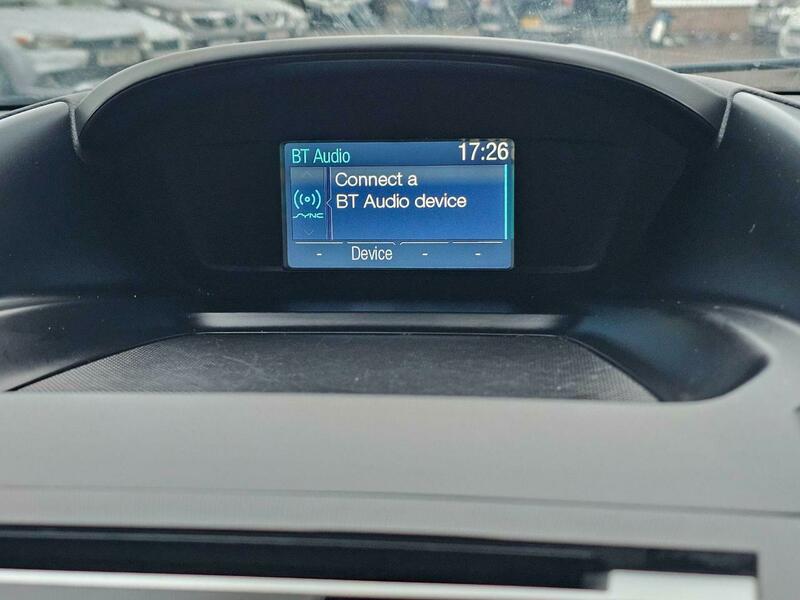 BT Audio 17:26
Connect a
BT Audio device
SYNC
- Device - -